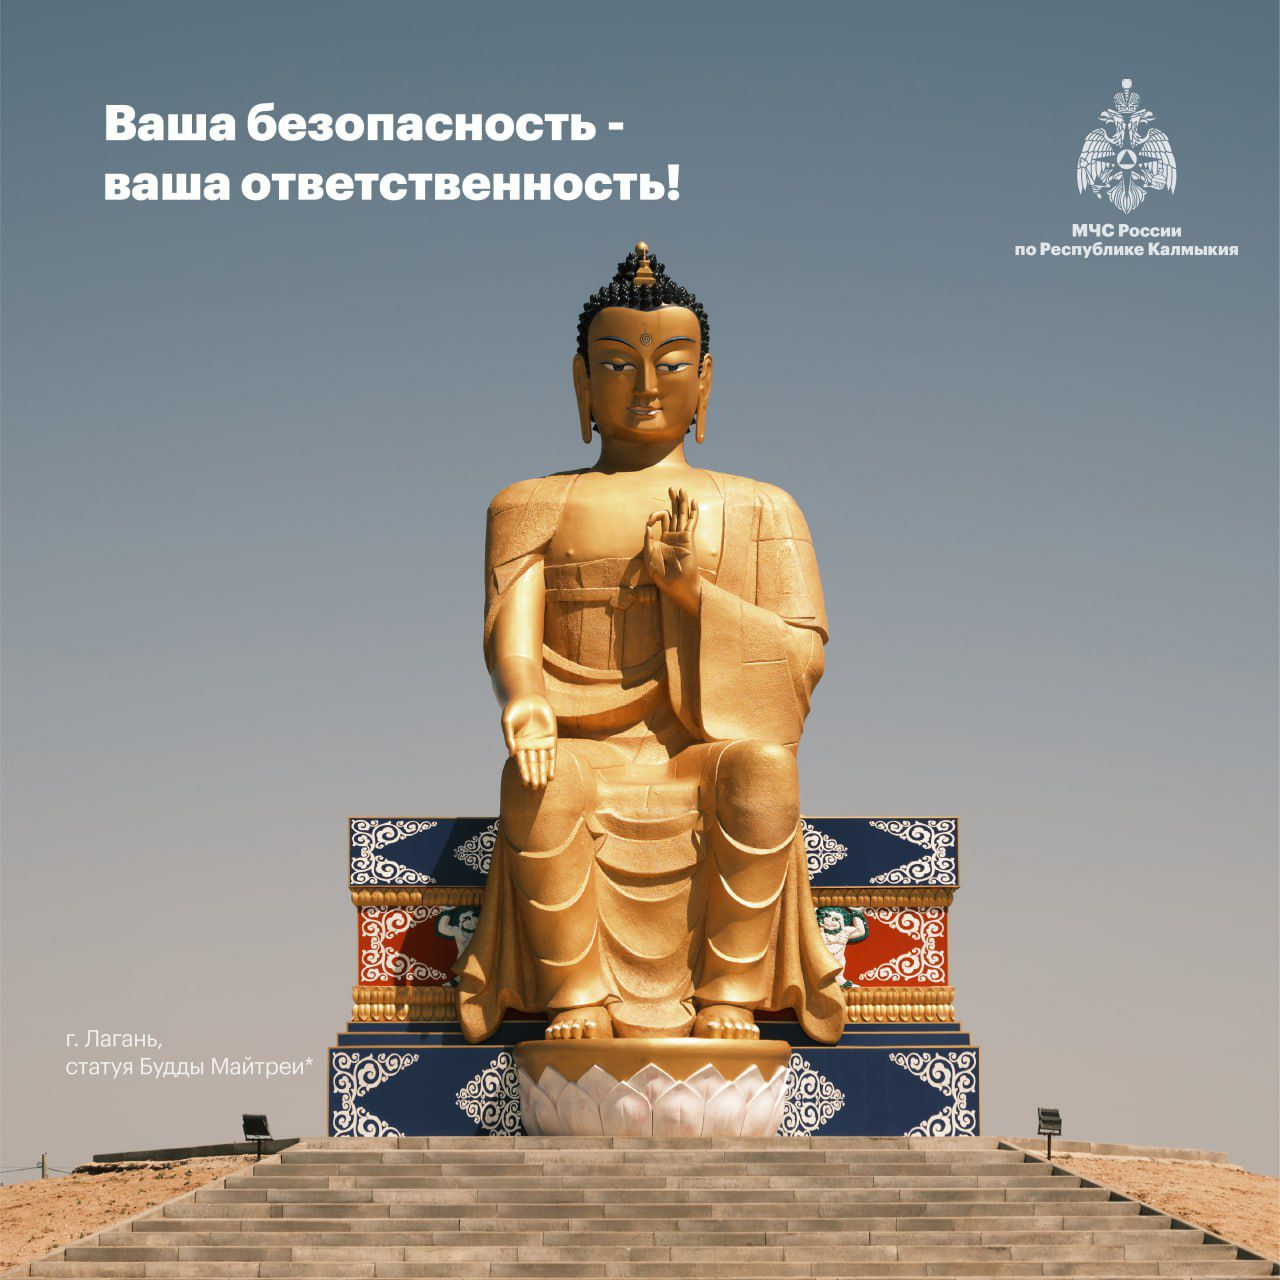 Ваша безопасность -
ваша ответственность!
МЧС России
по Республике Калмыкия
г. Лагань,
статуя Будды Майтреи*